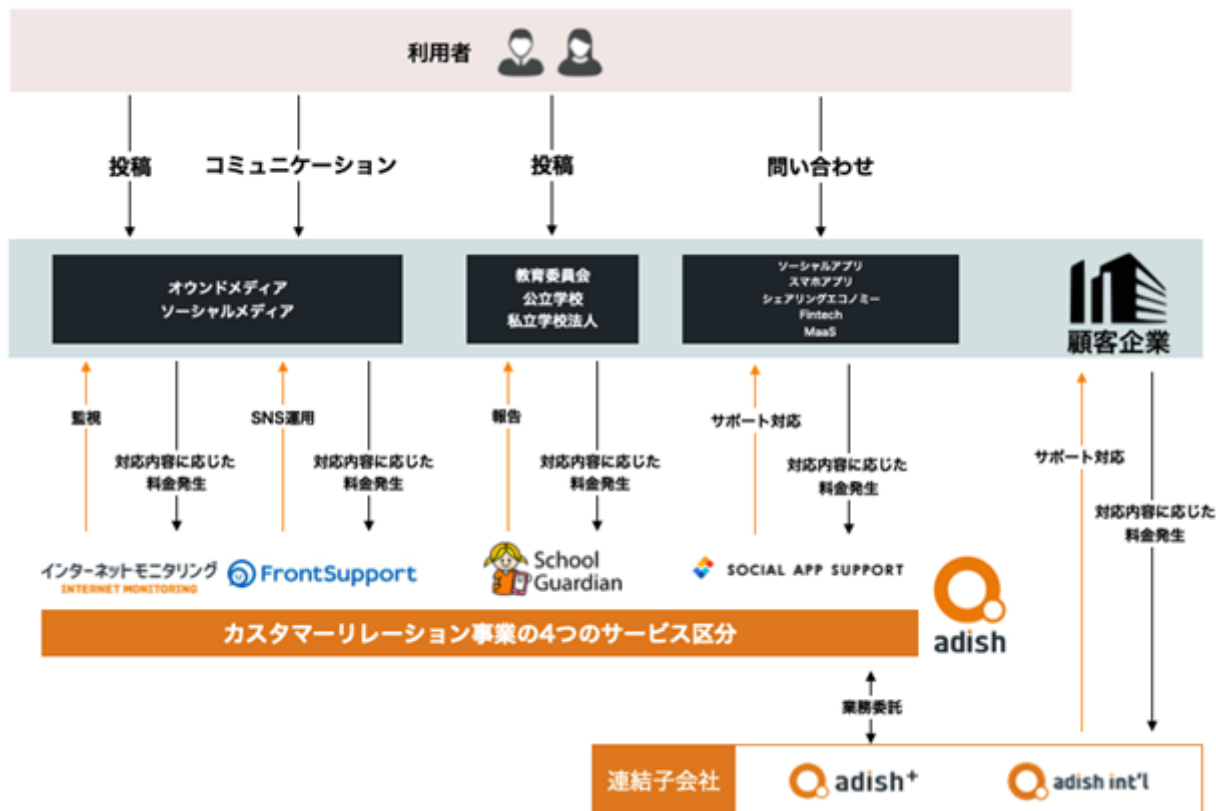 利用者
投稿
コミュニケーション
投稿
問い合わせ
オウンドメディア
ソーシャルメディア
教育委員会
公立学校
私立学校法人
ソーシャルアプリ
スマホアプリ
シェアリングエコノミー
Fintech
MaaS
顧客企業
監視
対応内容に応じた
料金発生
SNS運用
対応内容に応じた
料金発生
報告
対応内容に応じた
料金発生
サポート対応
対応内容に応じた
料金発生
サポート対応
対応内容に応じた
料金発生
インターネットモニタリング
INTERNET MONITORING
FrontSupport
School
Guardian
SOCIAL APP SUPPORT
adish
カスタマーリレーション事業の4つのサービス区分
業務委託
連結子会社
adish+
adish int'l